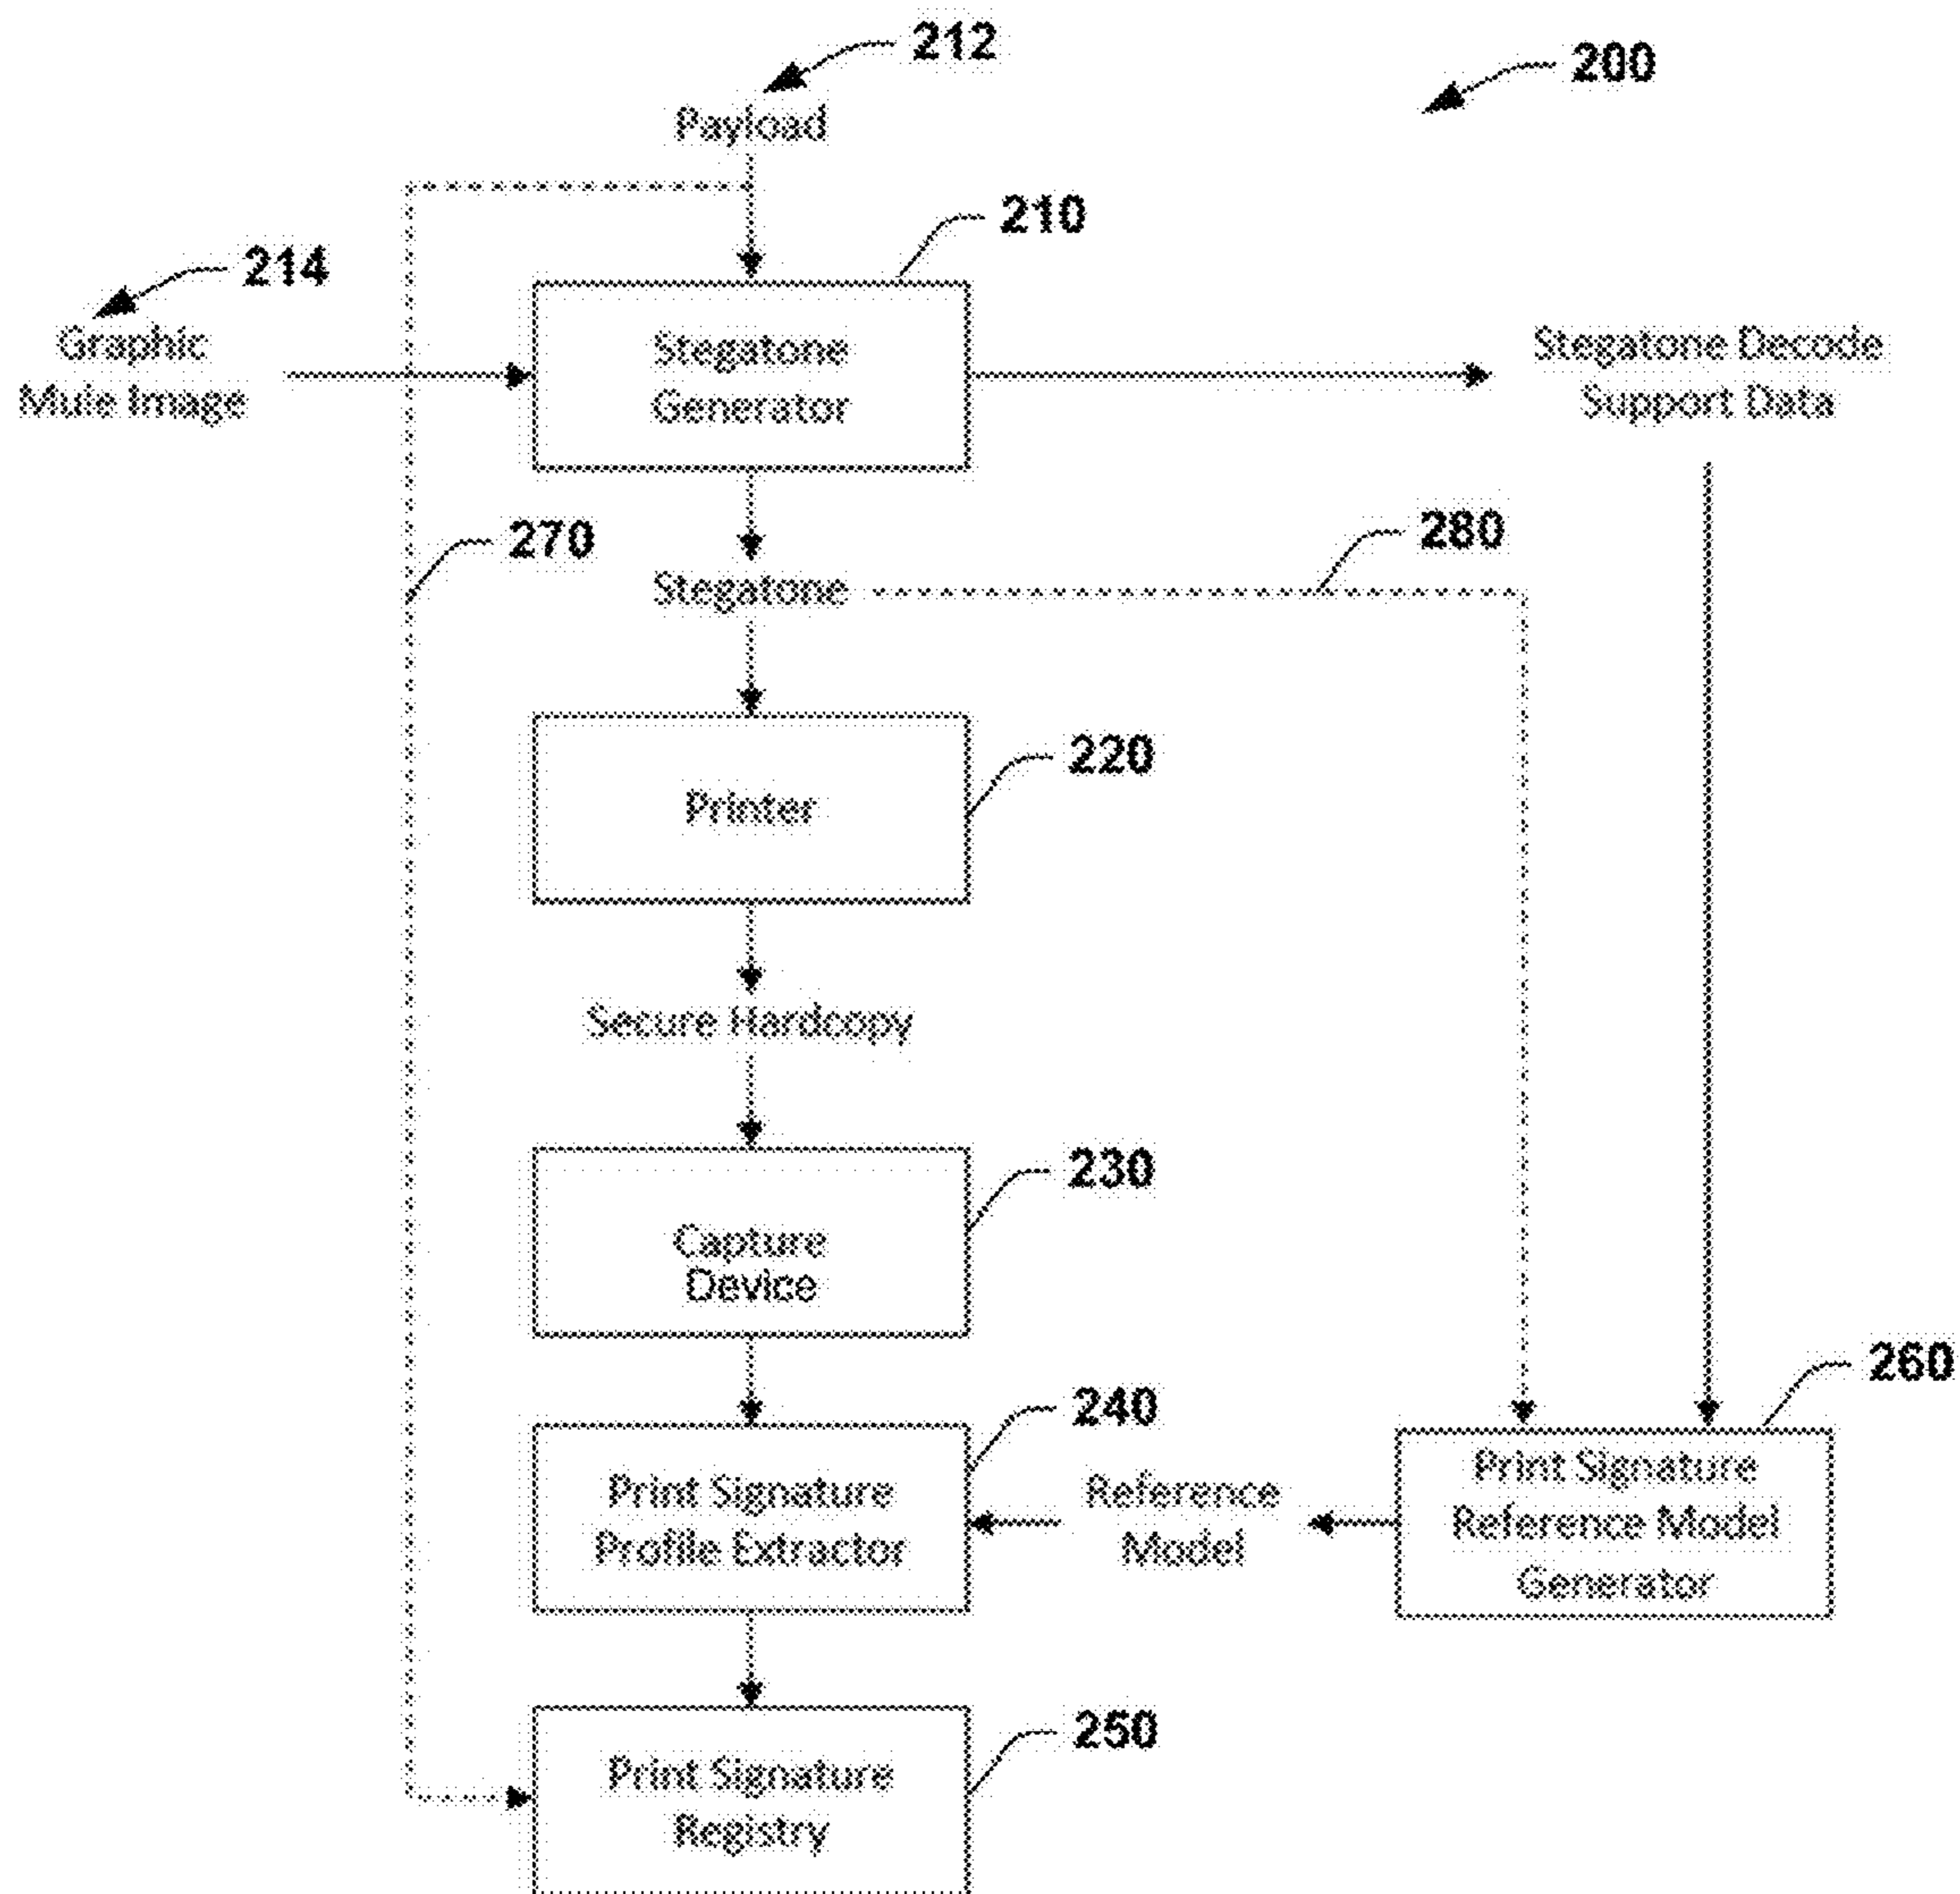 212
200
Payload
210
214
Graphic
Mule Image
Stegatone
Generator
Stegatone Decode
Support Data
270
280
Stegatone
220
Printer
Secure Hardcopy
230
Capture
Device
260
240
Print Signature
Profile Extractor
Reference
Model
Print Signature
Reference Model
Generator
250
Print Signature
Registry